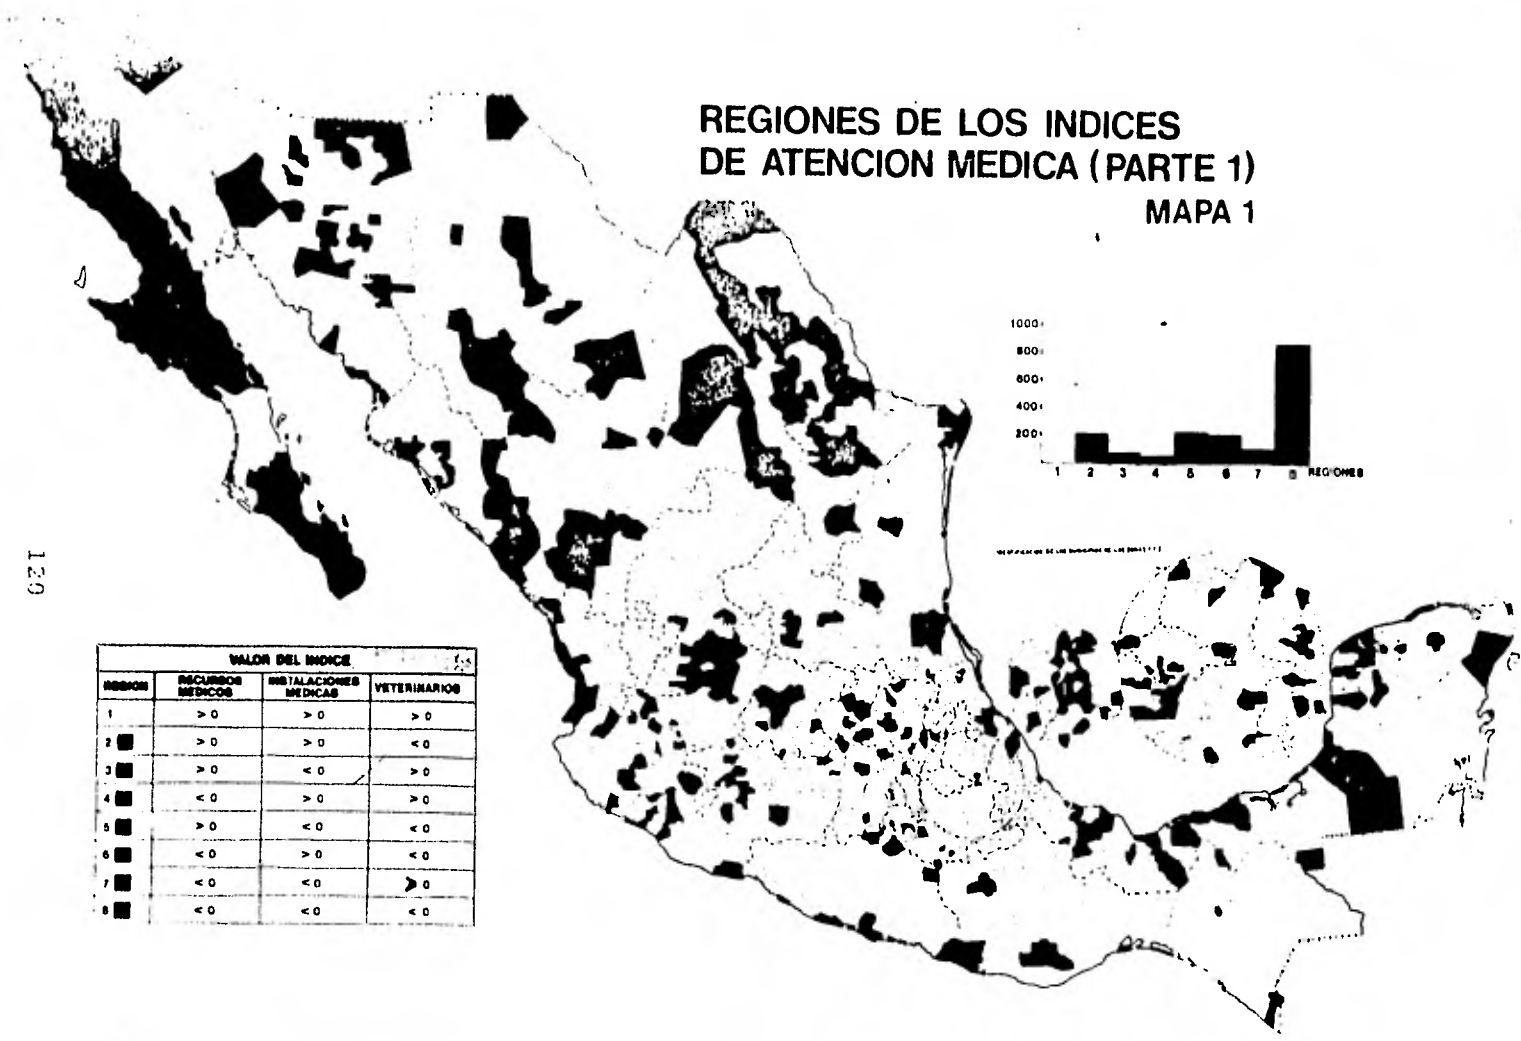 REGIONES DE LOS INDICES
DE ATENCION MEDICA (PARTE 1)
MAPA 1
1000
800
600
400
200
1 2 3 4 5 6 7 8 REGIONES
120
VALOR DEL INDICE
REGION RECURSOS MEDICOS INSTALACIONES MEDICAS VETERINARIOS
1 > 0 > 0 > 0
2 > 0 > 0 < 0
3 > 0 < 0 > 0
4 < 0 > 0 > 0
5 > 0 < 0 < 0
6 < 0 > 0 < 0
7 < 0 < 0 > 0
8 < 0 < 0 < 0